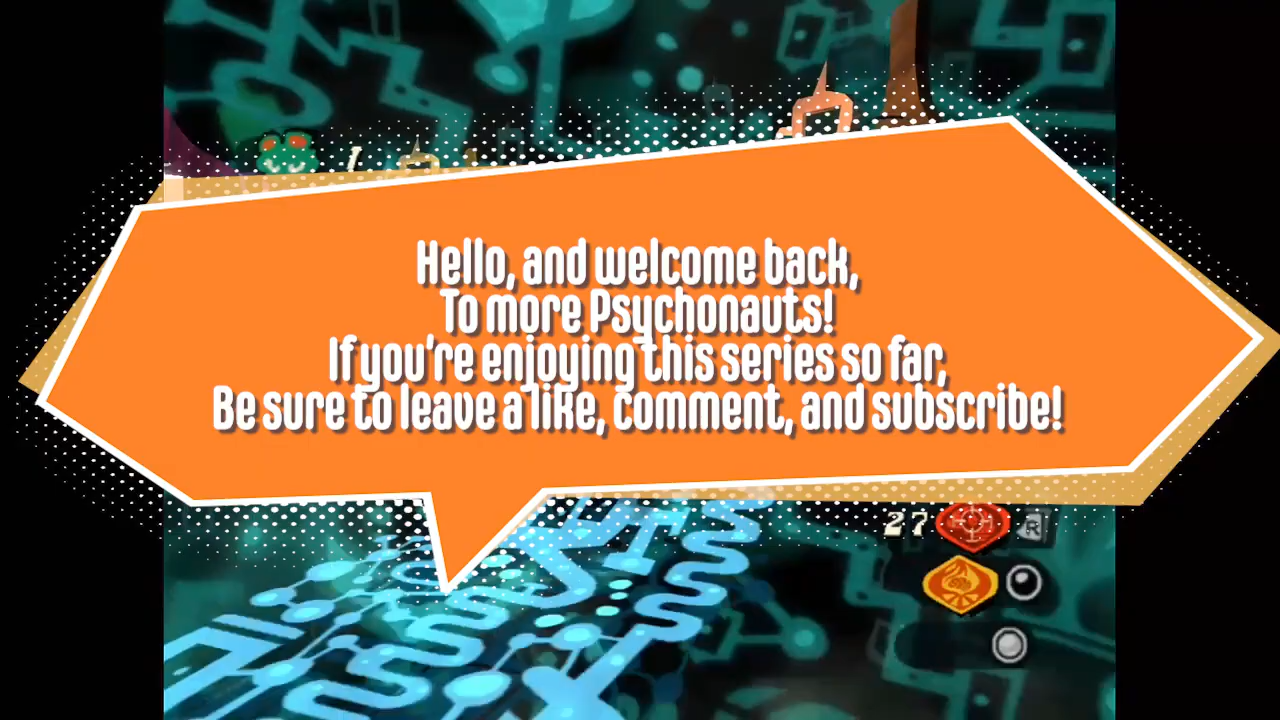 Hello, and welcome back,
To more Psychonauts!
If you're enjoying this series so far,
Be sure to leave a like, comment, and subscribe!
27
R